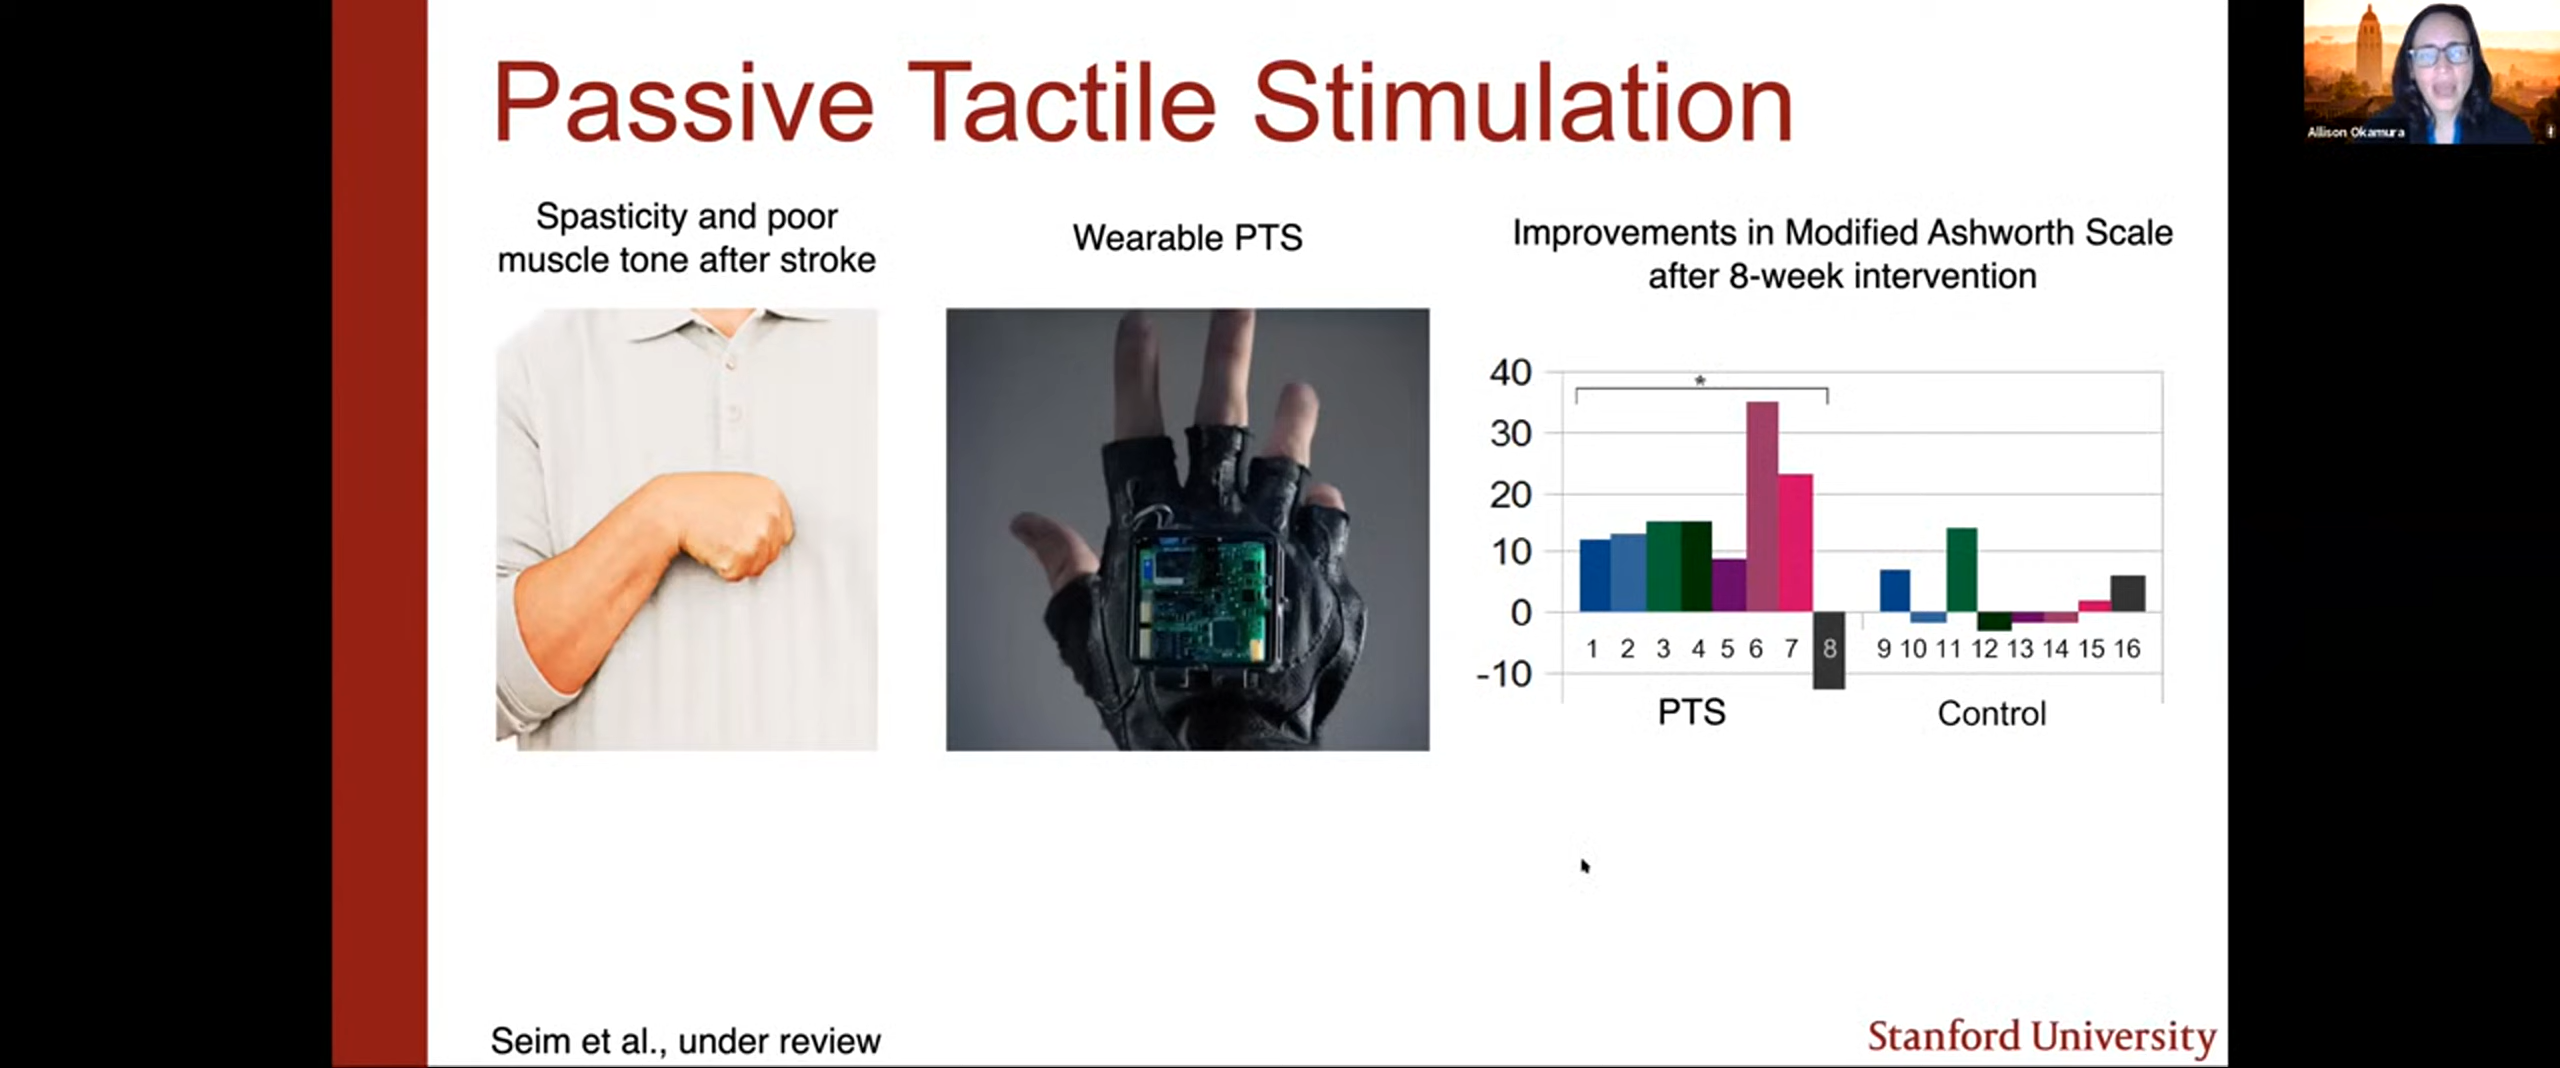 Passive Tactile Stimulation
Spasticity and poor
muscle tone after stroke
Wearable PTS
Improvements in Modified Ashworth Scale
after 8-week intervention
40
30
20
10
0
-10
*
1 2 3 4 5 6 7 8 9 10 11 12 13 14 15 16
PTS Control
Seim et al., under review
Stanford University
Allison Okamura